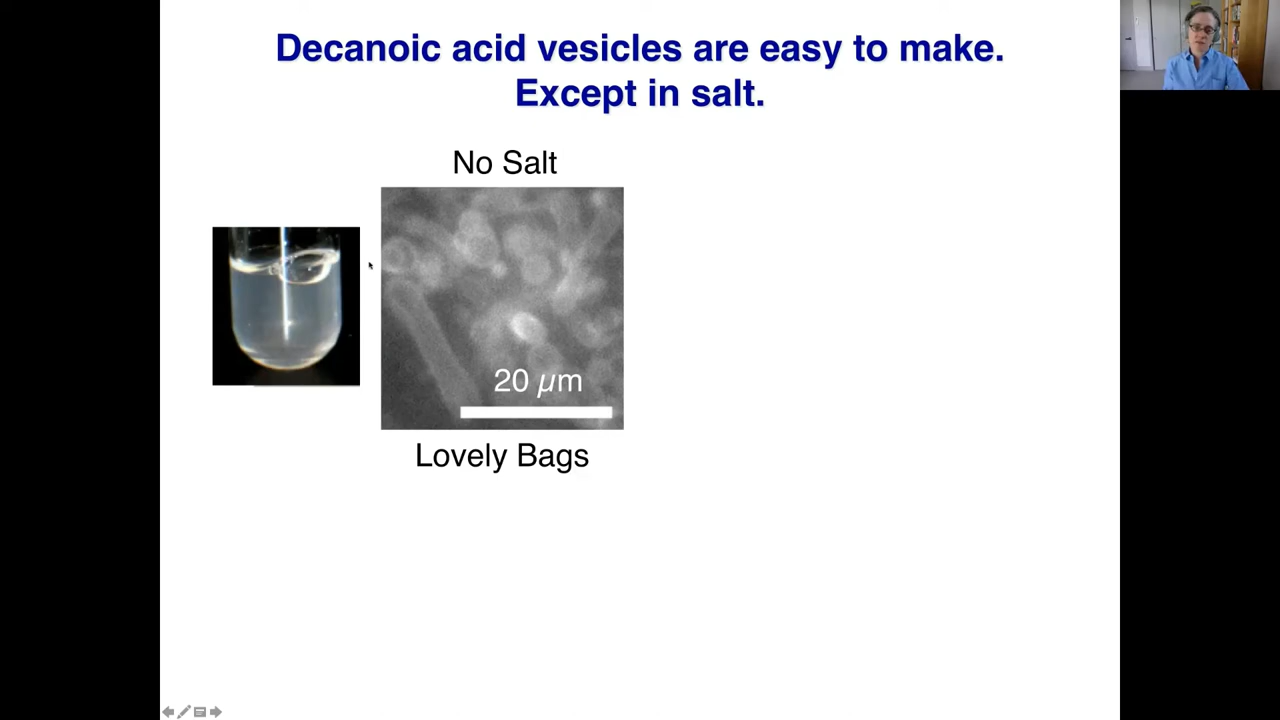 Decanoic acid vesicles are easy to make.
Except in salt.
No Salt
20 µm
Lovely Bags